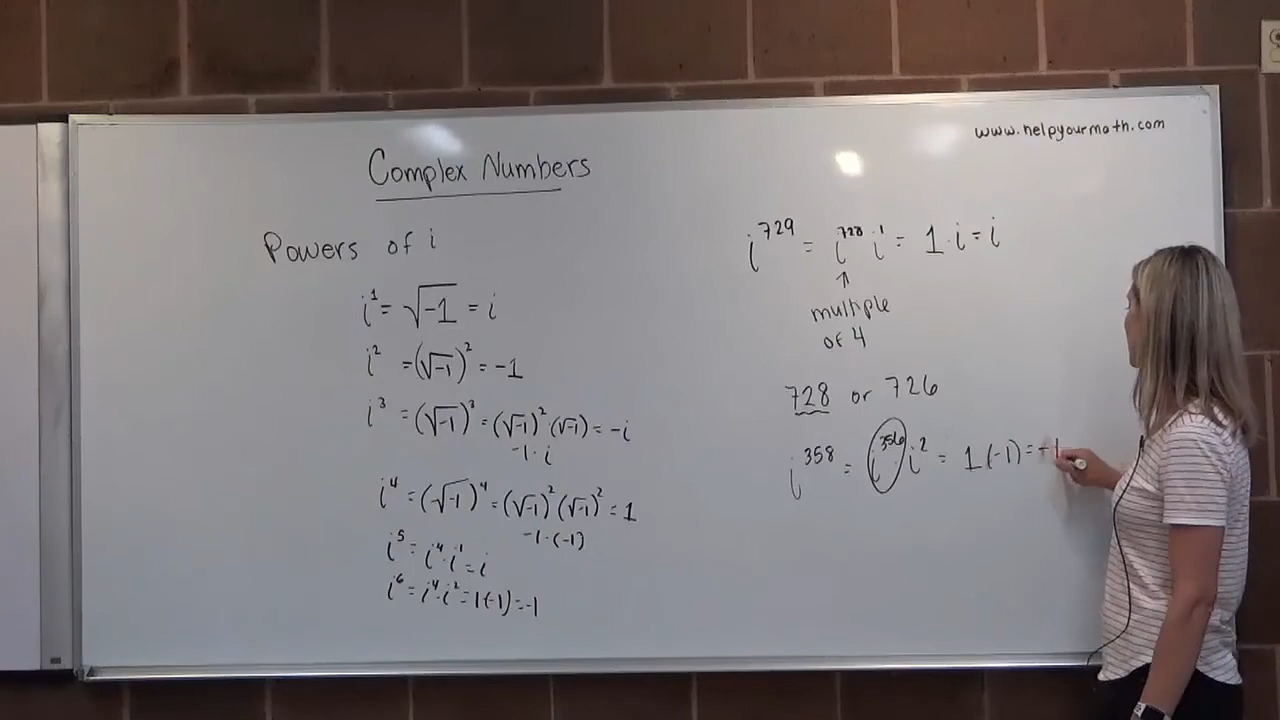 www.helpyourmath.com
Complex Numbers
Powers of i
i¹ = √-1 = i
i² = (√-1)² = -1
i³ = (√-1)³ = (√-1)² (√-1) = -i
-1 · i
i⁴ = (√-1)⁴ = (√-1)² (√-1)² = 1
-1 · (-1)
i⁵ = i⁴ · i¹ = i
i⁶ = i⁴ · i² = 1(-1) = -1
i⁷²⁹ = i⁷²⁸ i¹ = 1 · i = i
↑
multiple
of 4
728 or 726
i³⁵⁸ = i³⁵⁶ · i² = 1(-1) = -1